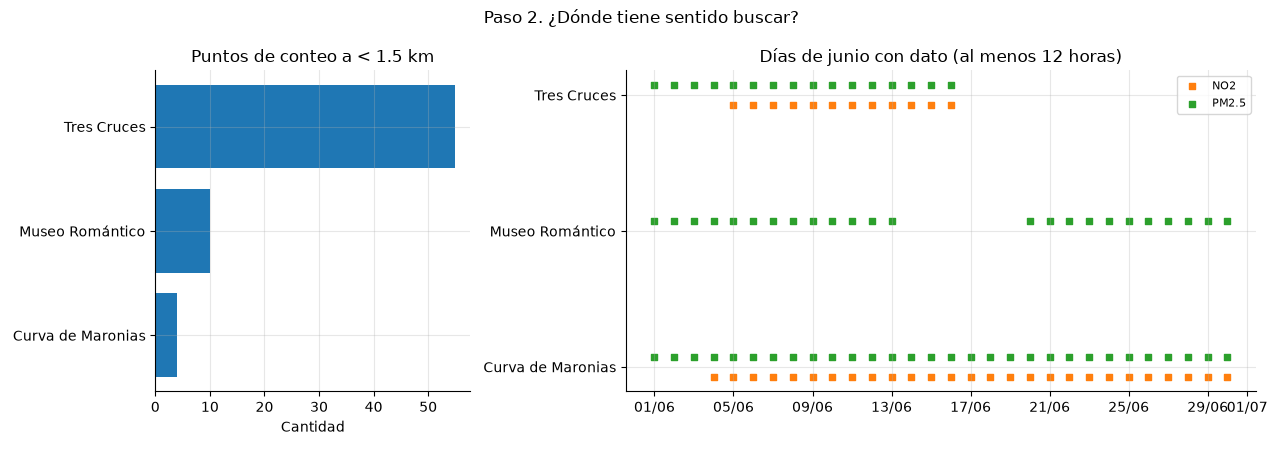 Paso 2. ¿Dónde tiene sentido buscar?
Puntos de conteo a < 1.5 km
Tres Cruces
Museo Romántico
Curva de Maronias
0 10 20 30 40 50
Cantidad
Días de junio con dato (al menos 12 horas)
Tres Cruces
Museo Romántico
Curva de Maronias
NO2
PM2.5
01/06 05/06 09/06 13/06 17/06 21/06 25/06 29/06 01/07